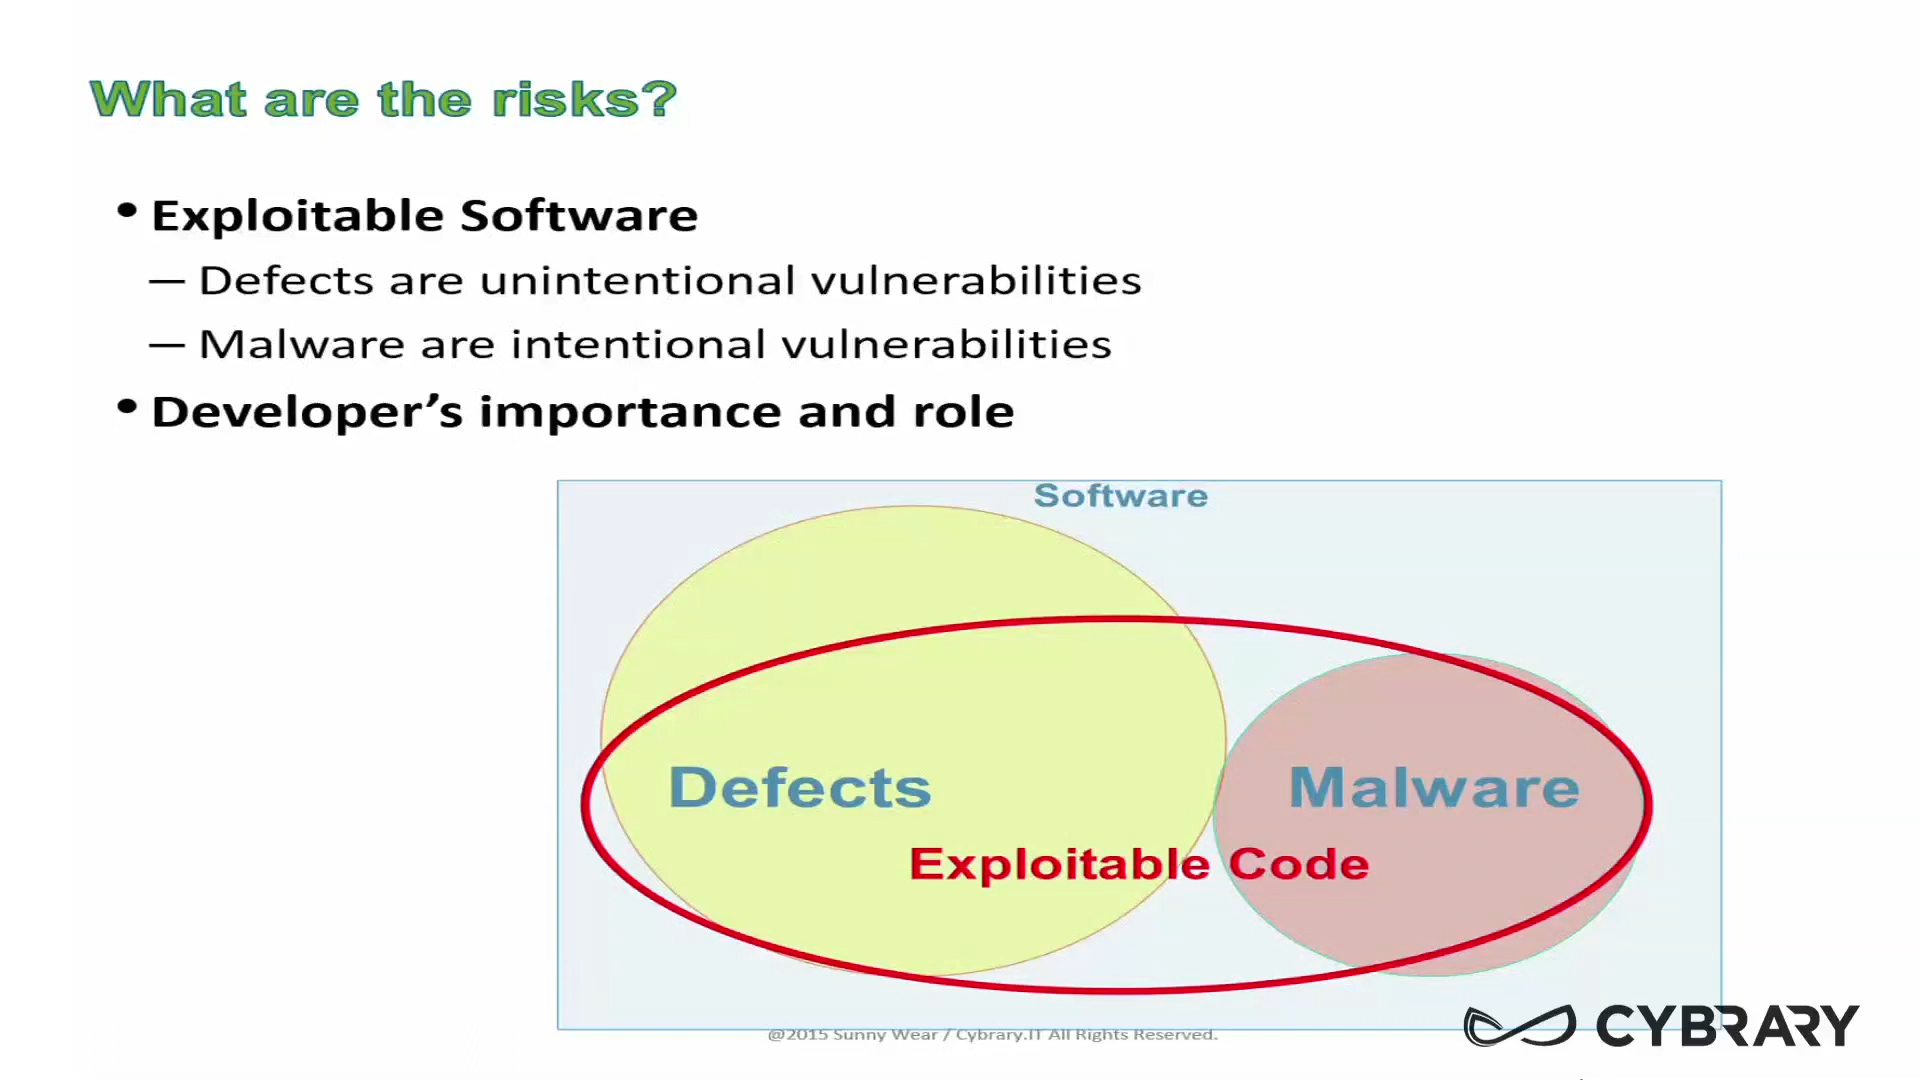 What are the risks?
• Exploitable Software
— Defects are unintentional vulnerabilities
— Malware are intentional vulnerabilities
• Developer’s importance and role
Software
Defects
Malware
Exploitable Code
@2015 Sunny Wear / Cybrary.IT All Rights Reserved.
CYBRARY